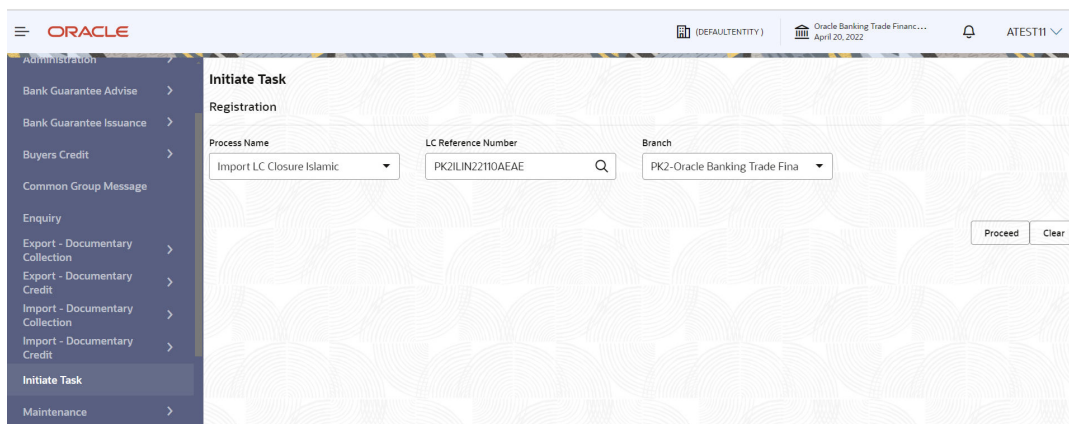 ORACLE
(DEFAULTENTITY)
Oracle Banking Trade Financ...
April 20, 2022
ATEST11
Administration
Bank Guarantee Advise
Bank Guarantee Issuance
Buyers Credit
Common Group Message
Enquiry
Export - Documentary
Collection
Export - Documentary
Credit
Import - Documentary
Collection
Import - Documentary
Credit
Initiate Task
Maintenance
Initiate Task
Registration
Process Name
LC Reference Number
Branch
Import LC Closure Islamic
PK2ILIN22110AEAE
PK2-Oracle Banking Trade Fina
Proceed
Clear